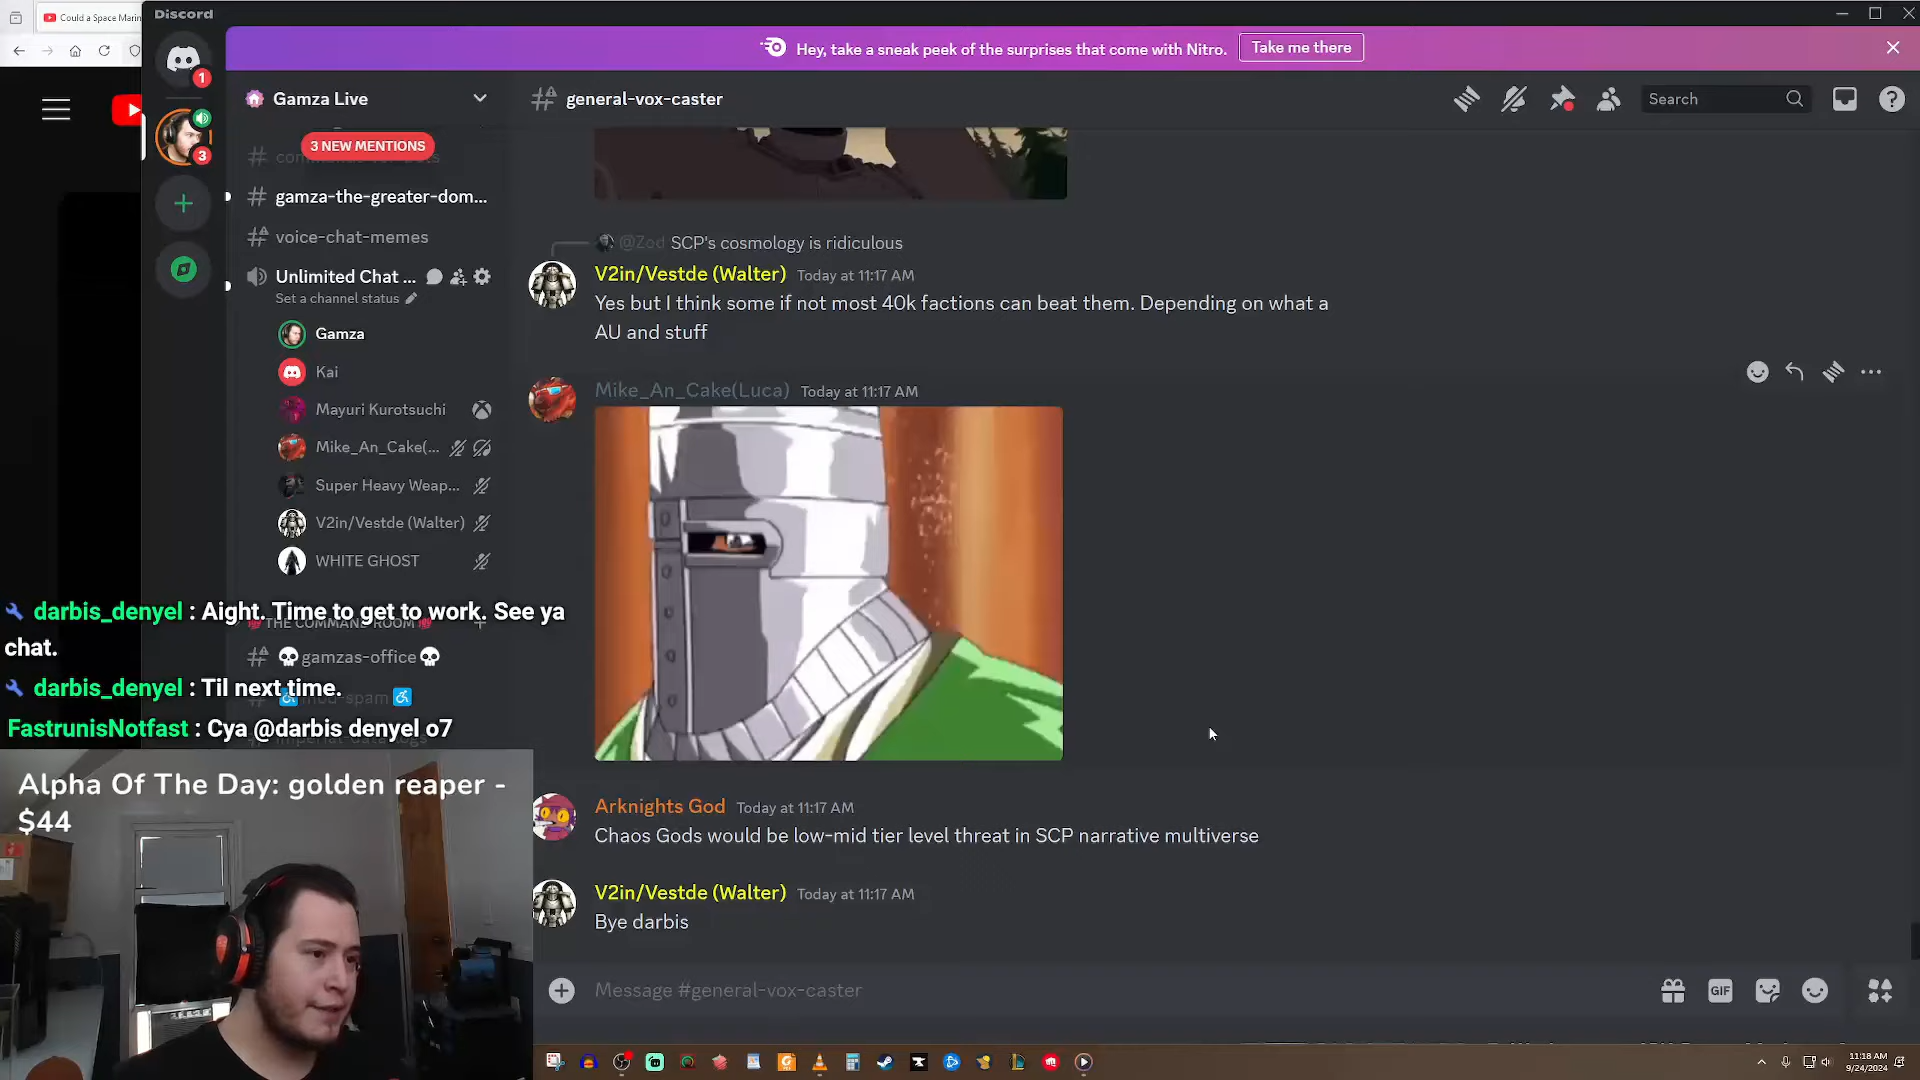 Could a Space Marin
Discord
Hey, take a sneak peek of the surprises that come with Nitro.
Take me there
1
3
Gamza Live
general-vox-caster
Search
3 NEW MENTIONS
gamza-the-greater-dom...
voice-chat-memes
Unlimited Chat ...
Set a channel status
Gamza
Kai
Mayuri Kurotsuchi
Mike_An_Cake(...
Super Heavy Weap...
V2in/Vestde (Walter)
WHITE GHOST
THE COMMAND ROOM
gamzas-office
@Zod SCP's cosmology is ridiculous
V2in/Vestde (Walter) Today at 11:17 AM
Yes but I think some if not most 40k factions can beat them. Depending on what a
AU and stuff
Mike_An_Cake(Luca) Today at 11:17 AM
Arknights God Today at 11:17 AM
Chaos Gods would be low-mid tier level threat in SCP narrative multiverse
V2in/Vestde (Walter) Today at 11:17 AM
Bye darbis
Message #general-vox-caster
GIF
darbis_denyel : Aight. Time to get to work. See ya
chat.
darbis_denyel : Til next time.
FastrunisNotfast : Cya @darbis denyel o7
Alpha Of The Day: golden reaper -
$44
11:18 AM
9/24/2024